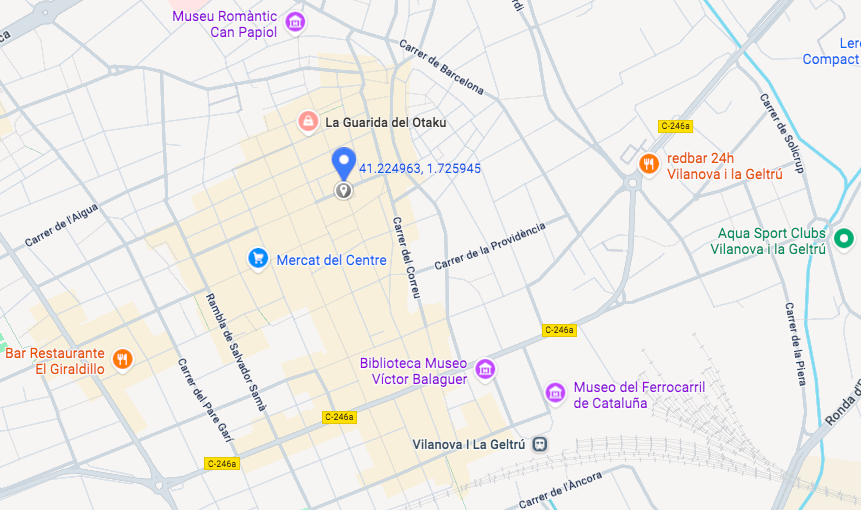 Museu Romàntic
Can Papiol
rdí
ca
Carrer de Barcelona
Lere
Compact
La Guarida del Otaku
C-246a
Carrer de Solicrup
redbar 24h
Vilanova i la Geltrú
41.224963, 1.725945
Carrer de l'Aigua
Carrer del Correu
Carrer de la Providència
Aqua Sport Clubs
Vilanova i la Geltrú
Mercat del Centre
Rambla de Salvador Samà
C-246a
Carrer de la Piera
Bar Restaurante
El Giraldillo
Carrer del Pare Garí
Biblioteca Museo
Víctor Balaguer
Museo del Ferrocarril
de Cataluña
Ronda d'E
C-246a
Vilanova I La Geltrú
C-246a
Carrer de l'Àncora